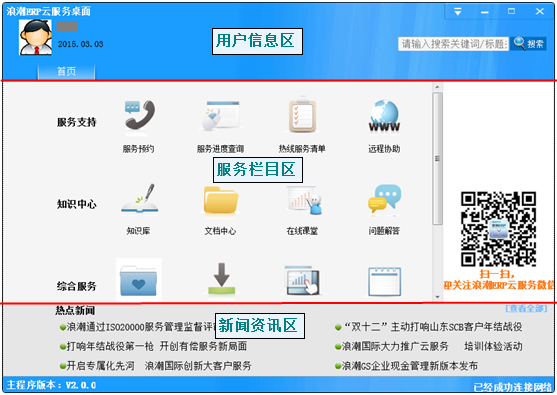 浪潮ERP云服务桌面
2015.03.03
用户信息区
请输入搜索关键词/标题
搜索
首页
服务支持
服务预约
服务进度查询
热线服务清单
远程协助
服务栏目区
知识中心
知识库
文档中心
在线课堂
问题解答
扫一扫，
关注浪潮ERP云服务微信
综合服务
热点新闻
[查看全部]
新闻资讯区
浪潮通过ISO20000服务管理监督评
“双十二”主动打响山东SCB客户年结战役
打响年结战役第一枪 开创有偿服务新局面
浪潮国际大力推广云服务 培训体验活动
开启专属化先河 浪潮国际创新大客户服务
浪潮GS企业现金管理新版本发布
主程序版本：V2.0.0
已经成功连接网络